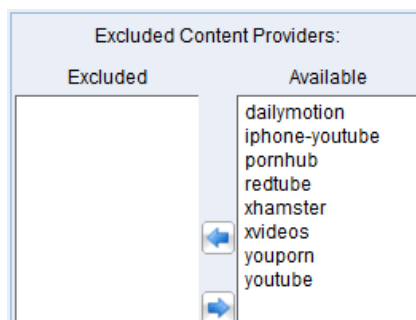 Excluded Content Providers:
Excluded
Available
dailymotion
iphone-youtube
pornhub
redtube
xhamster
xvideos
youporn
youtube